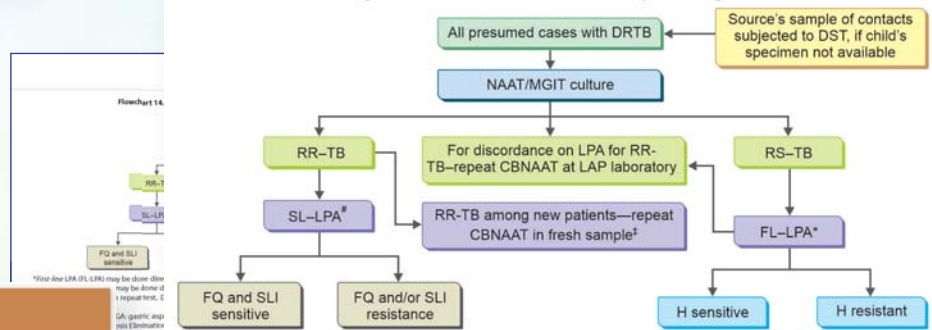 All presumed cases with DRTB
Source's sample of contacts
subjected to DST, if child's
specimen not available
NAAT/MGIT culture
RR–TB
For discordance on LPA for RR-
TB–repeat CBNAAT at LAP laboratory
RS–TB
SL–LPA#
RR-TB among new patients—repeat
CBNAAT in fresh sample‡
FL–LPA*
FQ and SLI
sensitive
FQ and/or SLI
resistance
H sensitive
H resistant
Flowchart 14.
RR–T
SL–LPA
FQ and SLI
sensitive
*First-line LPA (FL-LPA) may be done dire
may be done d
repeat test, D
GA: gastric asp
sis Elimination